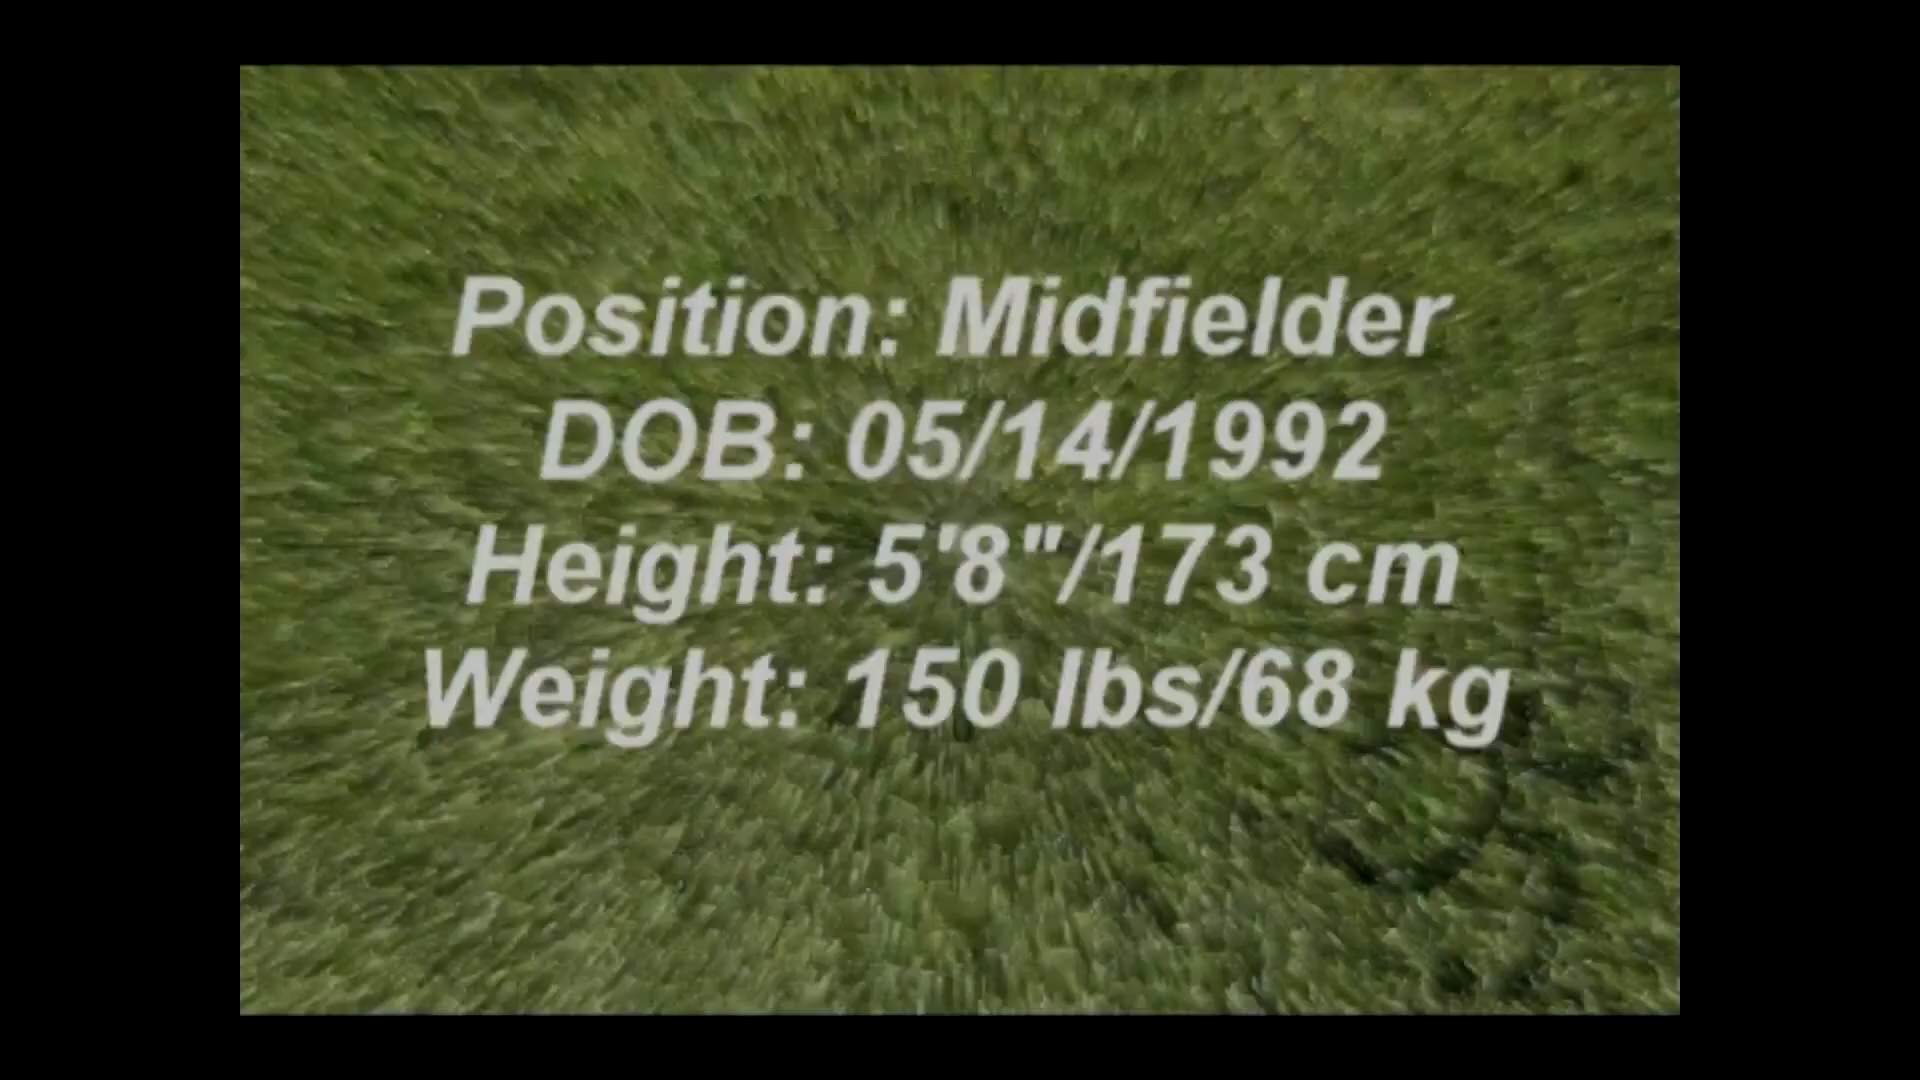 Position: Midfielder
DOB: 05/14/1992
Height: 5'8"/173 cm
Weight: 150 lbs/68 kg